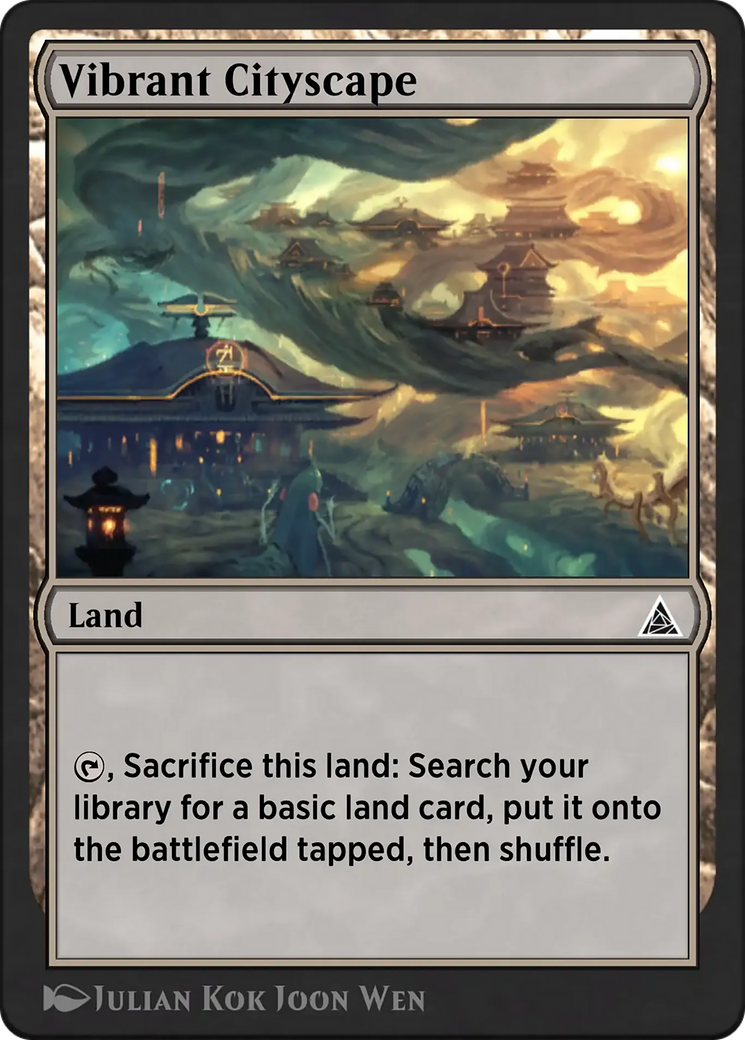 Vibrant Cityscape
Land
, Sacrifice this land: Search your
library for a basic land card, put it onto
the battlefield tapped, then shuffle.
Julian Kok Joon Wen